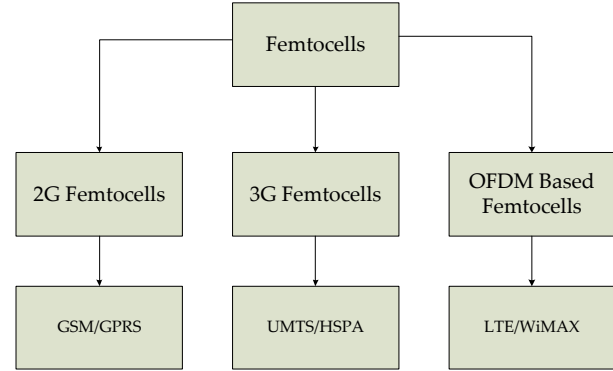 Femtocells
2G Femtocells
3G Femtocells
OFDM Based
Femtocells
GSM/GPRS
UMTS/HSPA
LTE/WiMAX